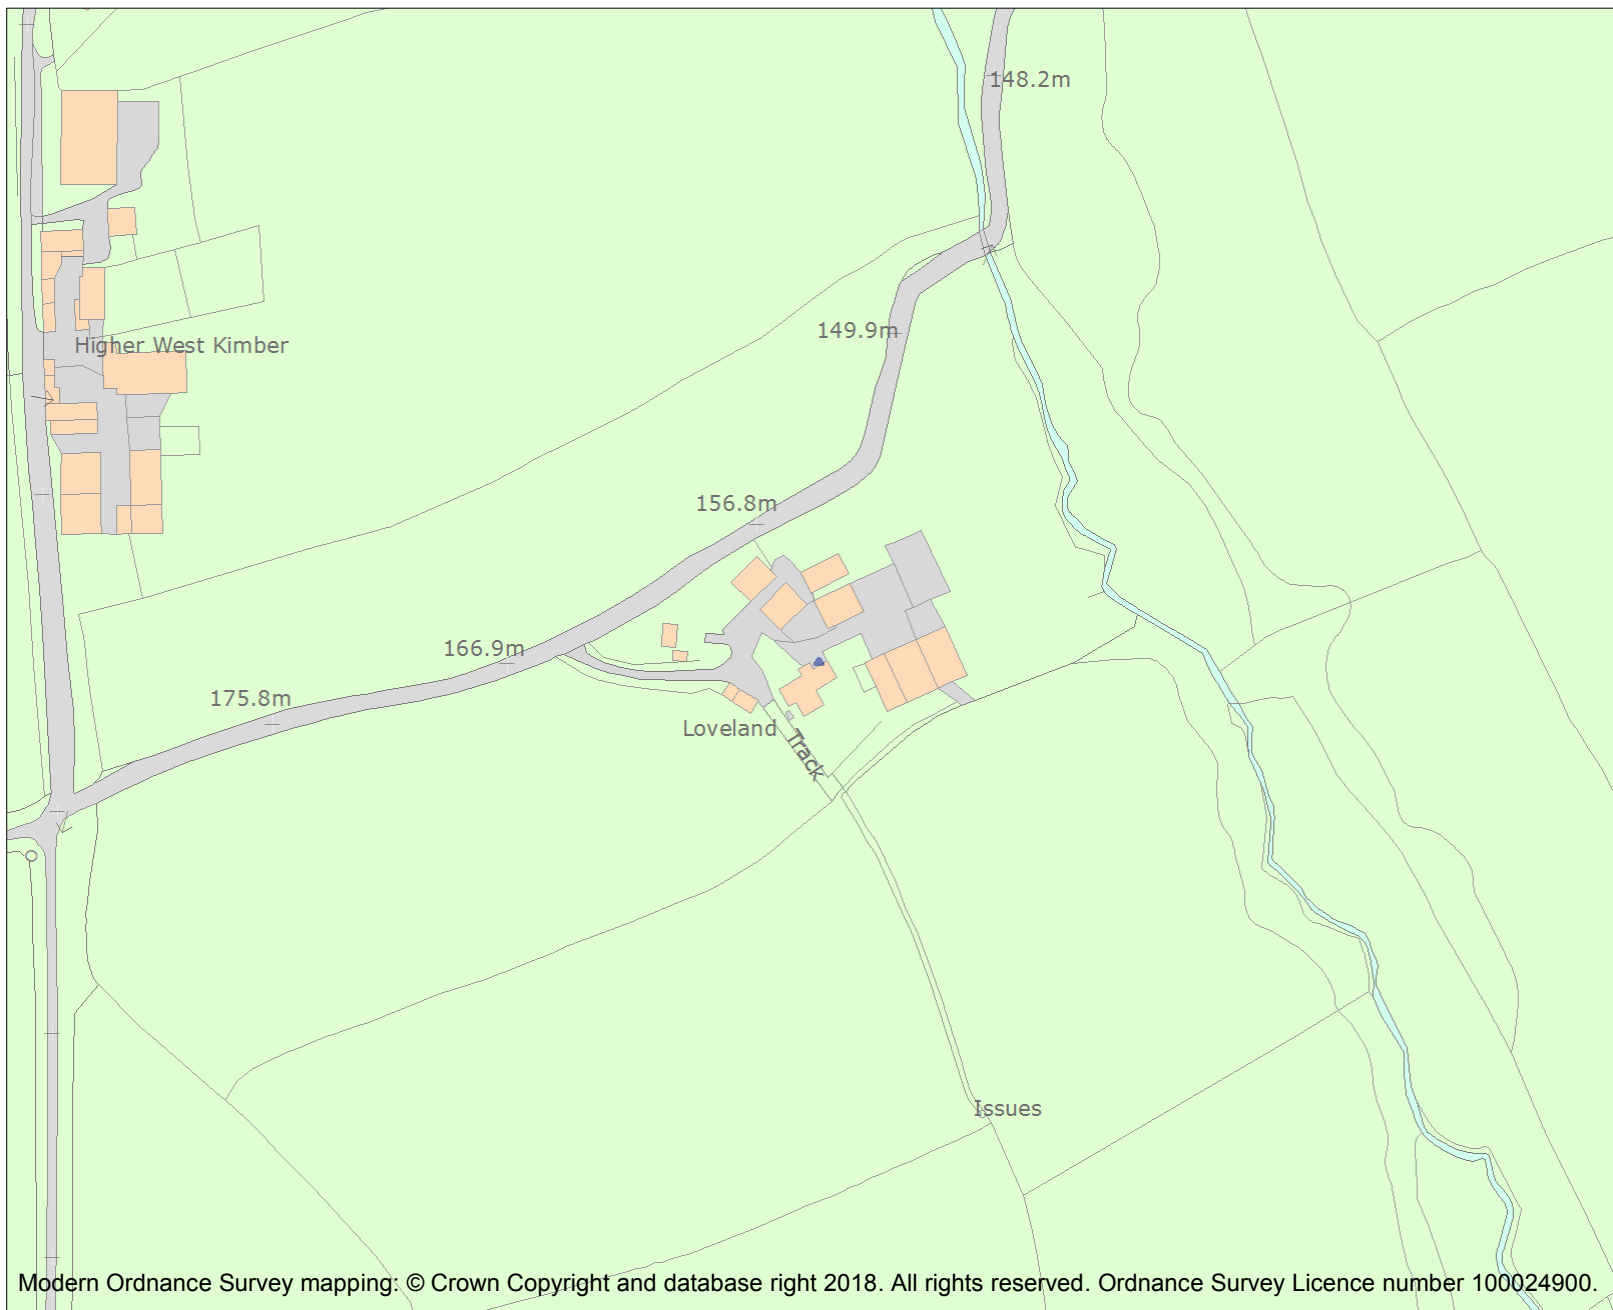 148.2m
149.9m
Higher West Kimber
156.8m
166.9m
175.8m
Loveland
Track
Issues
Modern Ordnance Survey mapping: © Crown Copyright and database right 2018. All rights reserved. Ordnance Survey Licence number 100024900.